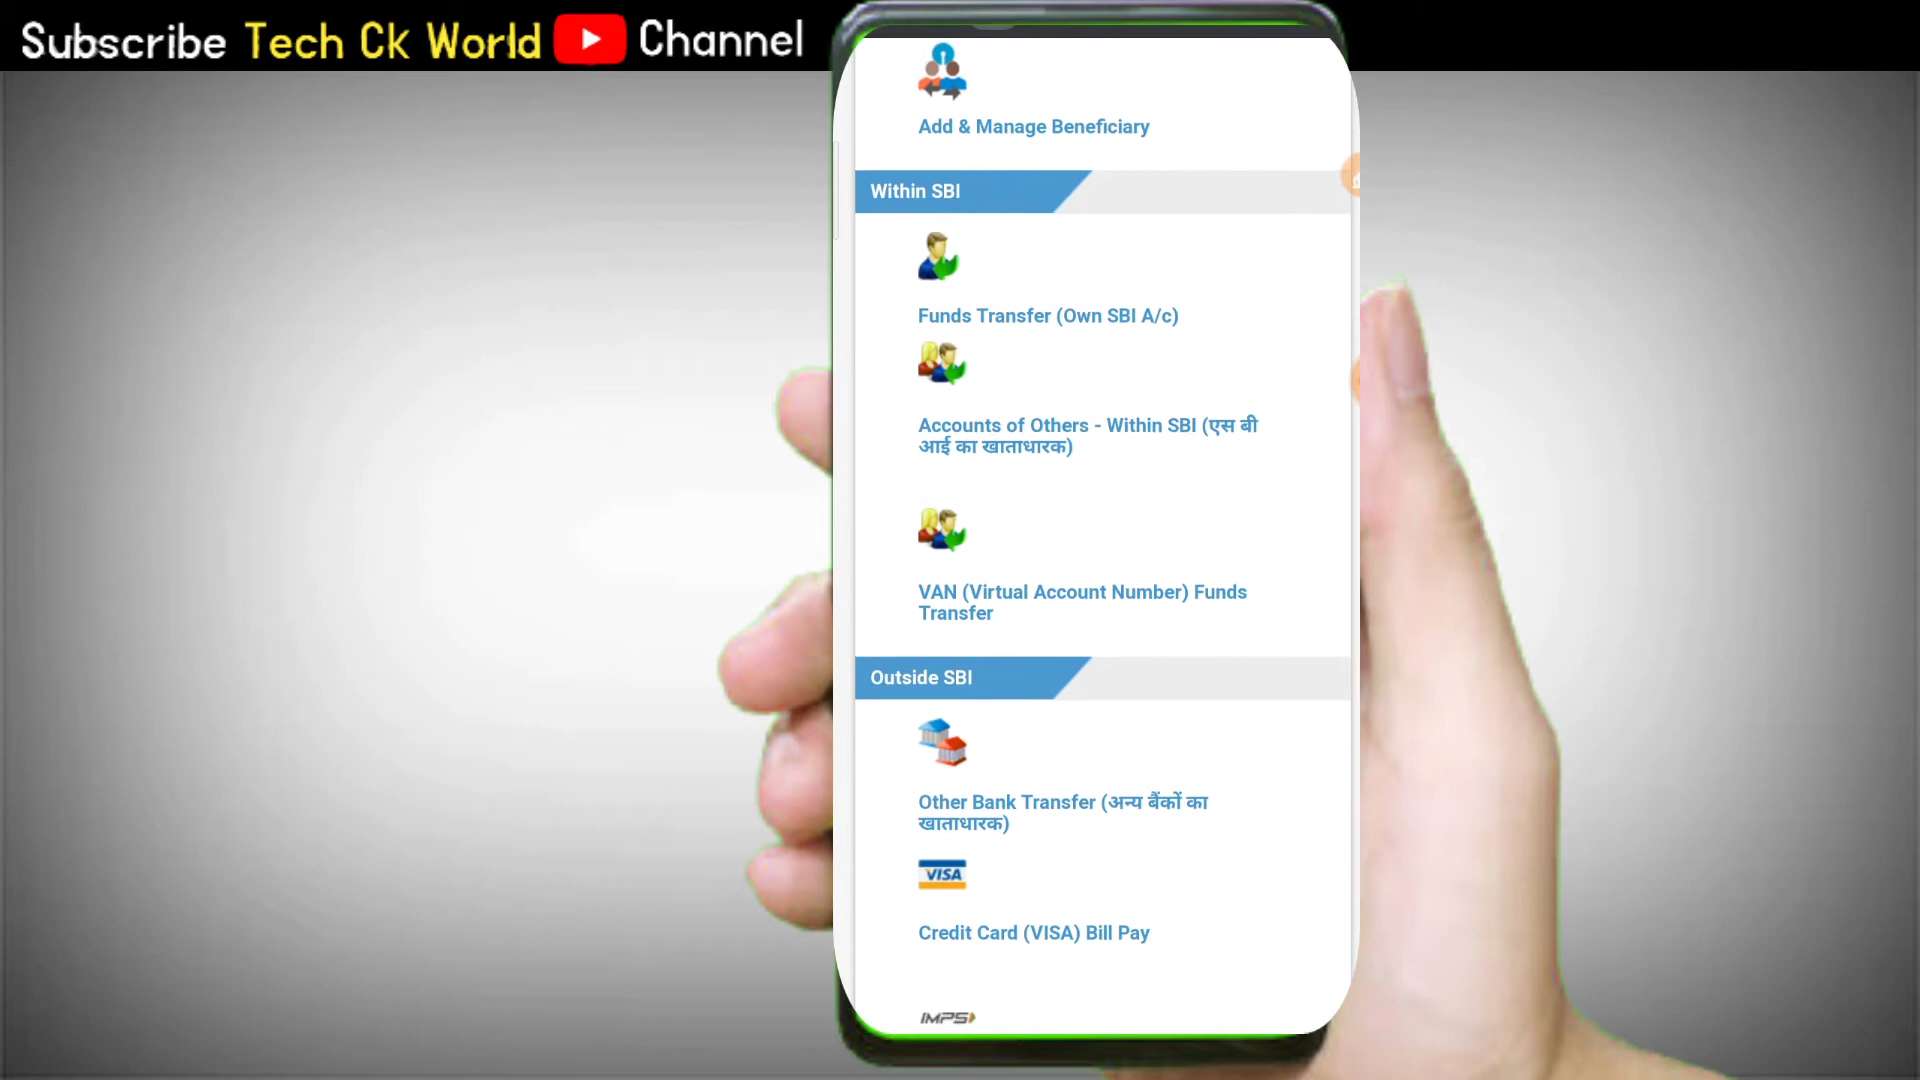 Subscribe Tech Ck World Channel
Add & Manage Beneficiary
Within SBI
Funds Transfer (Own SBI A/c)
Accounts of Others - Within SBI (एस बी
आई का खाताधारक)
VAN (Virtual Account Number) Funds
Transfer
Outside SBI
Other Bank Transfer (अन्य बैंकों का
खाताधारक)
VISA
Credit Card (VISA) Bill Pay
IMPS